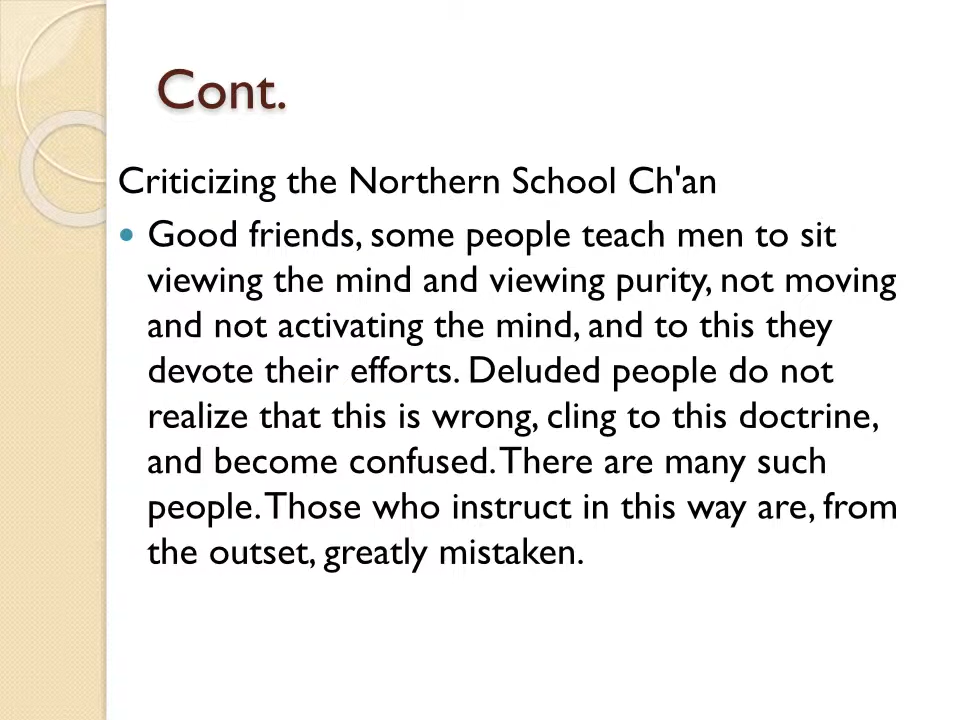 Cont.
Criticizing the Northern School Ch'an
Good friends, some people teach men to sit
viewing the mind and viewing purity, not moving
and not activating the mind, and to this they
devote their efforts. Deluded people do not
realize that this is wrong, cling to this doctrine,
and become confused. There are many such
people. Those who instruct in this way are, from
the outset, greatly mistaken.